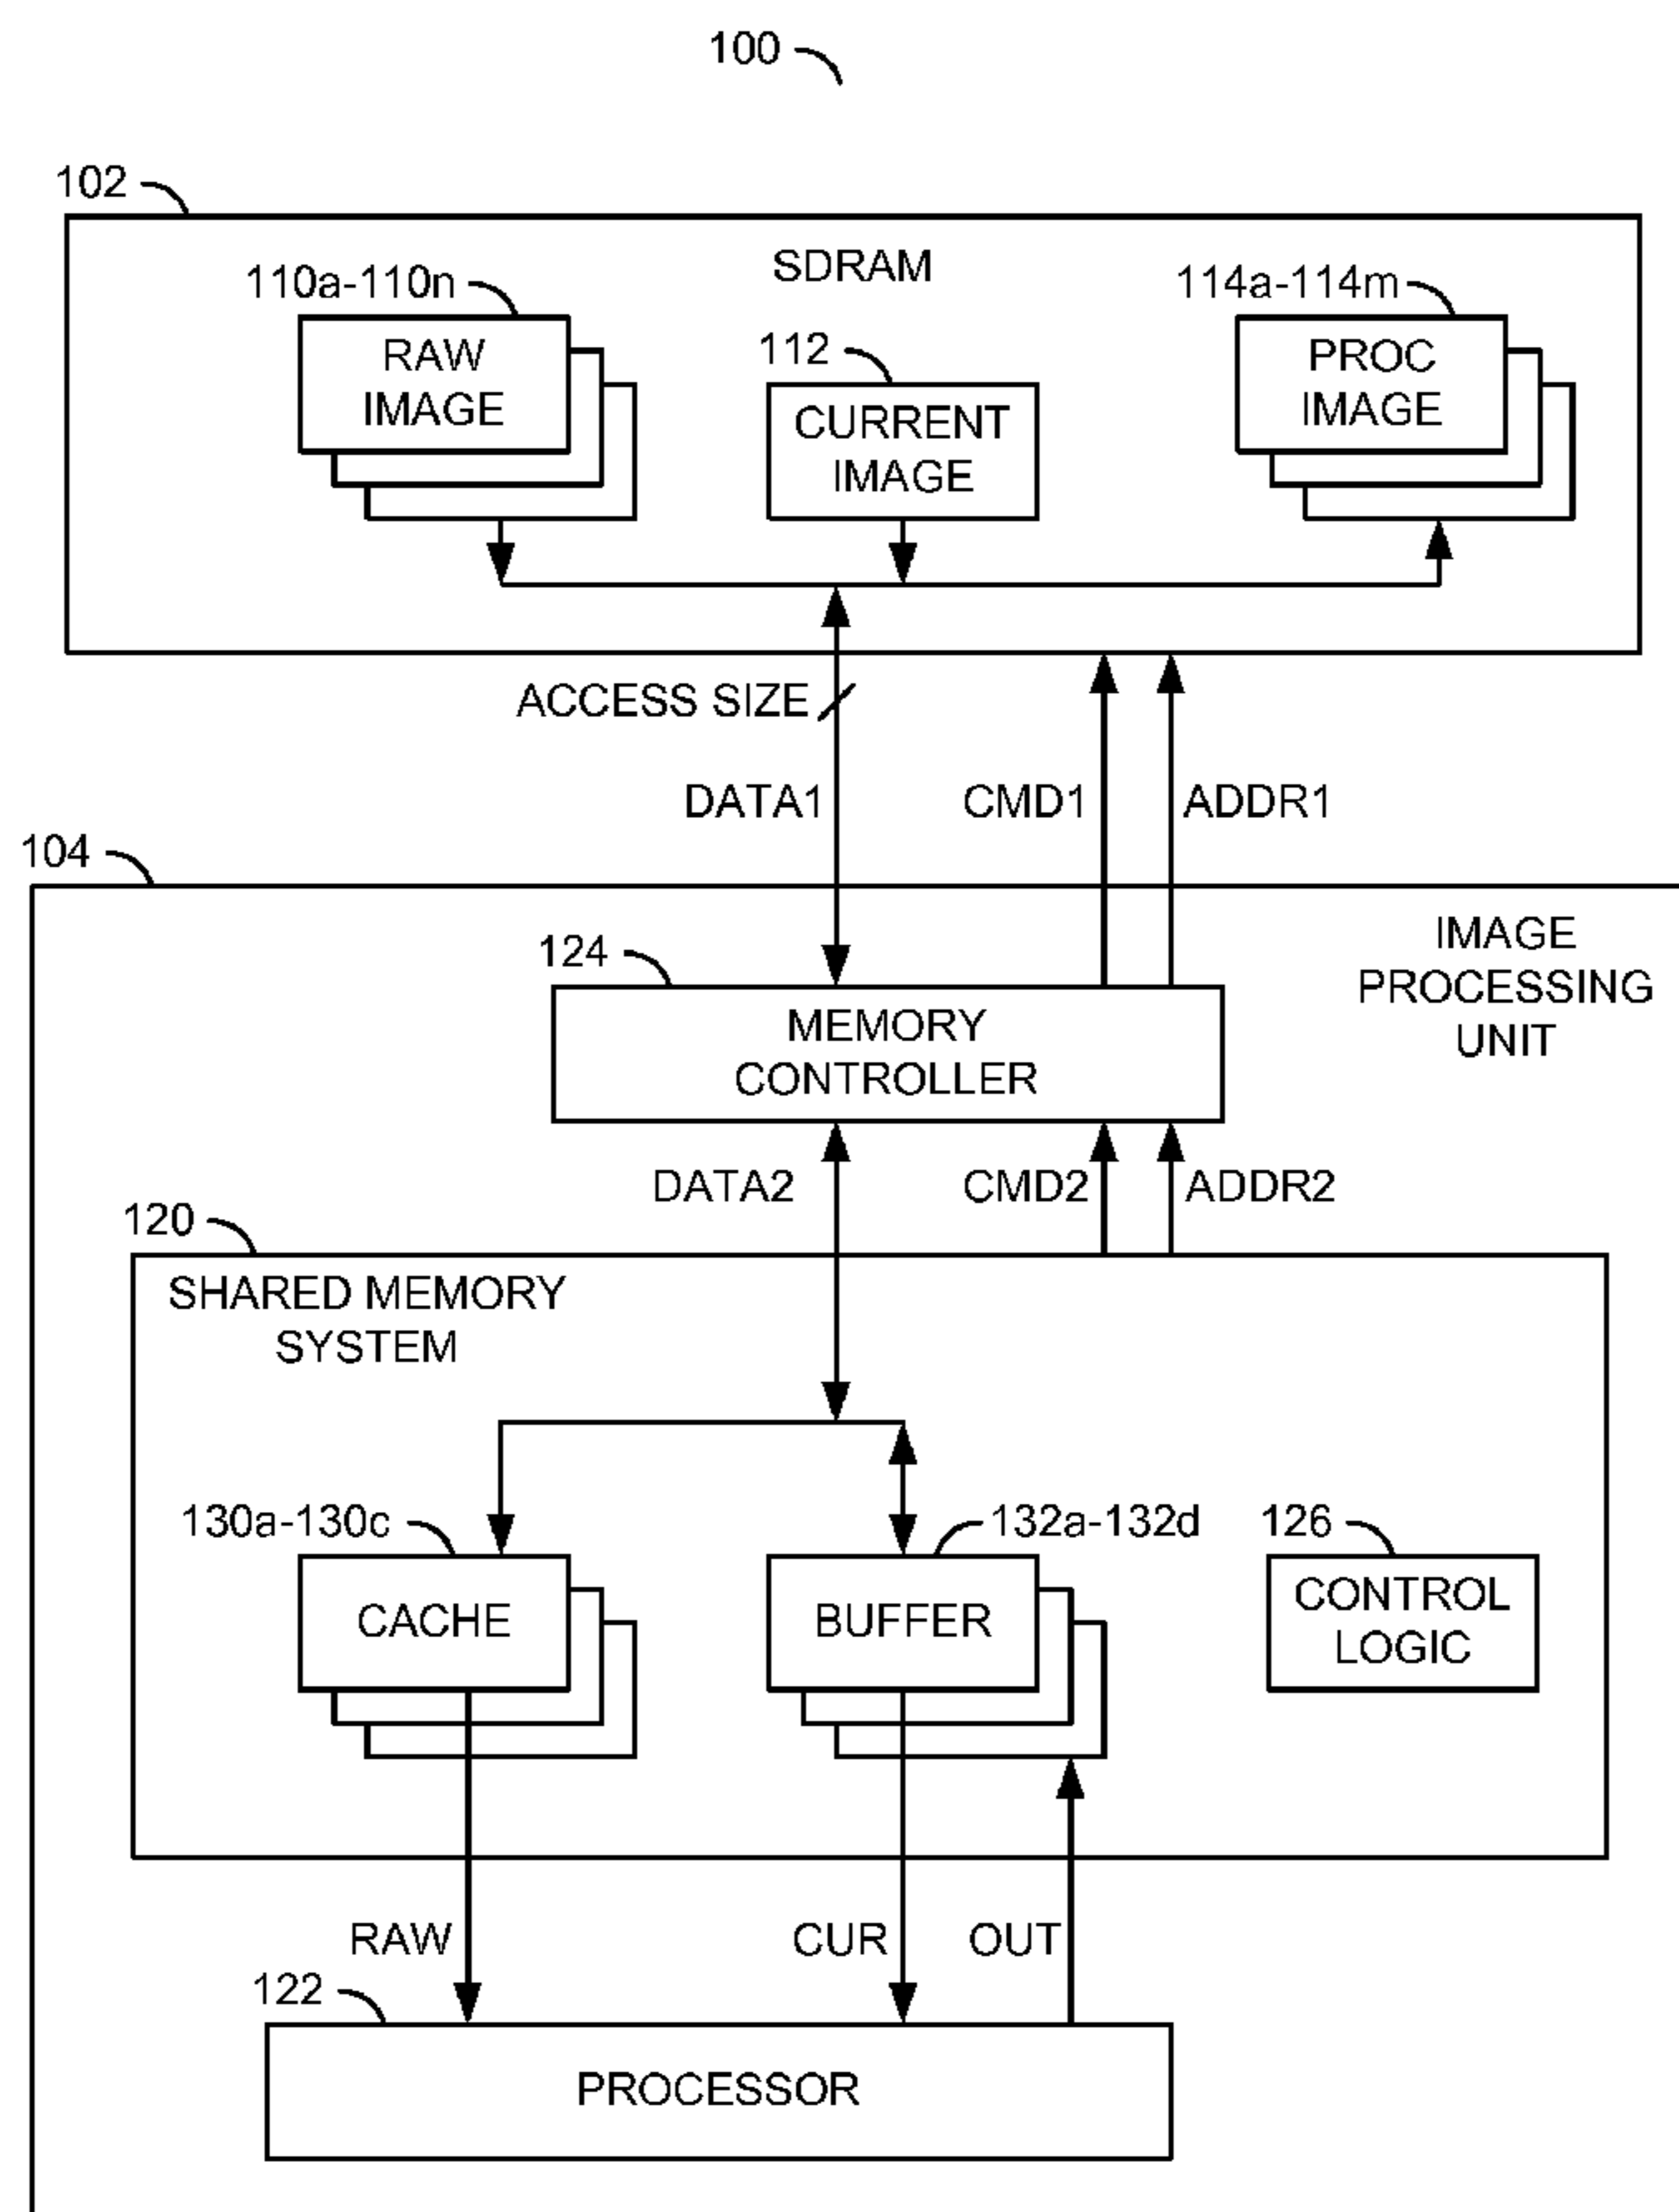 100
102
SDRAM
110a-110n
114a-114m
RAW
IMAGE
112
PROC
IMAGE
CURRENT
IMAGE
ACCESS SIZE
DATA1
CMD1
ADDR1
104
IMAGE
PROCESSING
UNIT
124
MEMORY
CONTROLLER
DATA2
CMD2
ADDR2
120
SHARED MEMORY
SYSTEM
130a-130c
132a-132d
126
CACHE
BUFFER
CONTROL
LOGIC
RAW
CUR
OUT
122
PROCESSOR